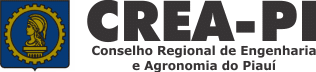 CREA-PI
Conselho Regional de Engenharia
e Agronomia do Piauí